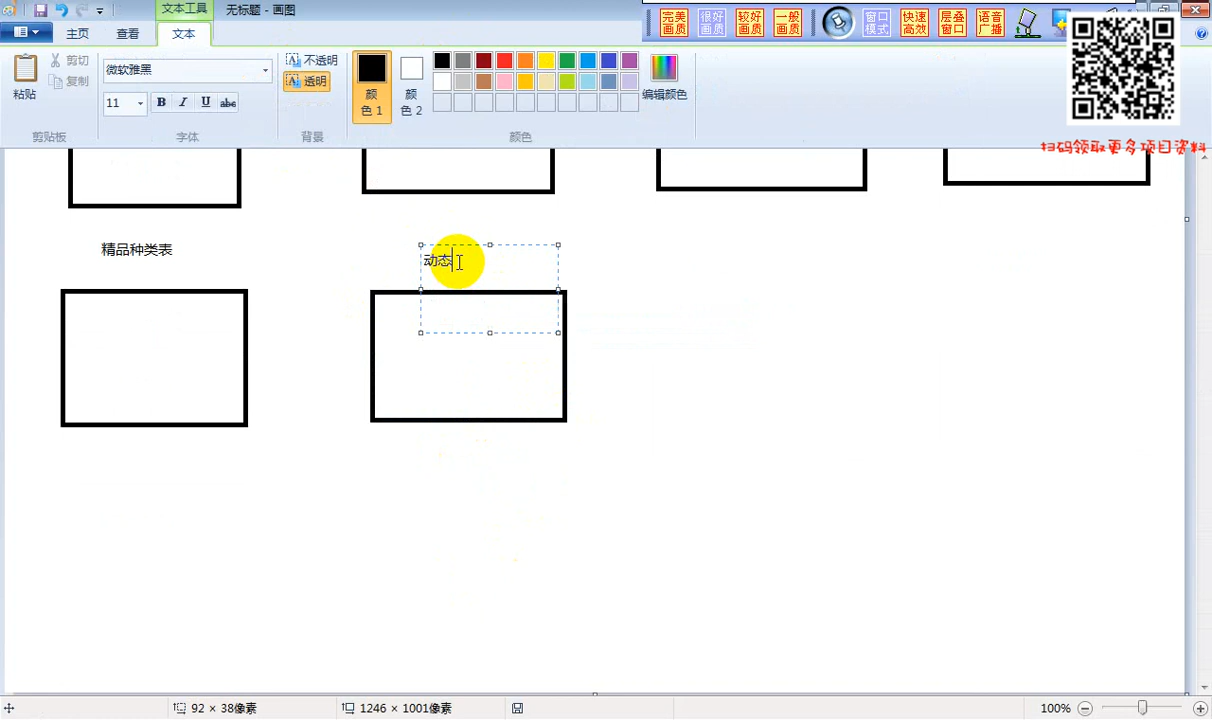 文本工具
无标题 - 画图
主页
查看
文本
完美画质
很好画质
较好画质
一般画质
窗口模式
快速高效
层叠窗口
语音广播
粘贴
剪切
复制
剪贴板
微软雅黑
11
B I U abc
字体
不透明
透明
背景
颜色 1
颜色 2
颜色
编辑颜色
扫码领取更多项目资料
精品种类表
动态
92 × 38像素
1246 × 1001像素
100%